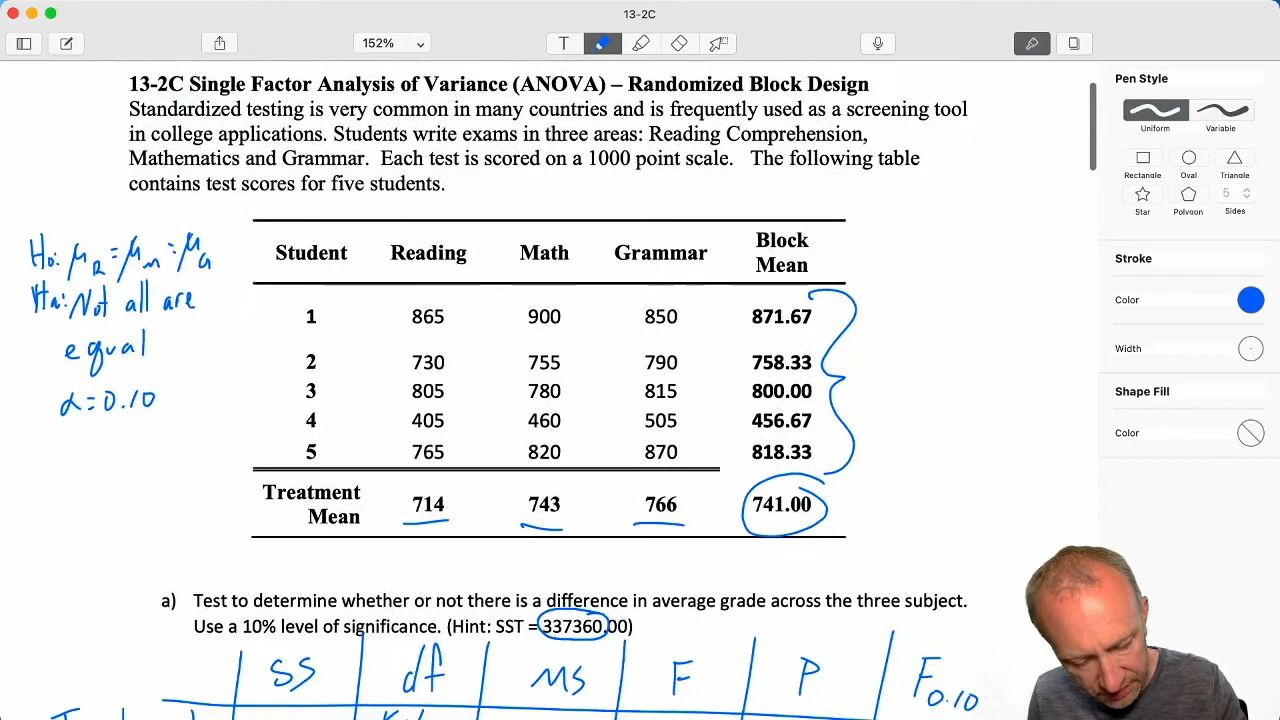 13-2C
152%
T
Pen Style
Uniform Variable
Rectangle Oval Triangle
Star Polygon Sides
5
Stroke
Color
Width
Shape Fill
Color
13-2C Single Factor Analysis of Variance (ANOVA) – Randomized Block Design
Standardized testing is very common in many countries and is frequently used as a screening tool
in college applications. Students write exams in three areas: Reading Comprehension,
Mathematics and Grammar. Each test is scored on a 1000 point scale. The following table
contains test scores for five students.
H₀: μR = μm = μG
Ha: Not all are
equal
α = 0.10
Student Reading Math Grammar Block Mean
1 865 900 850 871.67
2 730 755 790 758.33
3 805 780 815 800.00
4 405 460 505 456.67
5 765 820 870 818.33
Treatment Mean 714 743 766 741.00
a) Test to determine whether or not there is a difference in average grade across the three subject.
Use a 10% level of significance. (Hint: SST = 337360.00)
SS df MS F P F0.10